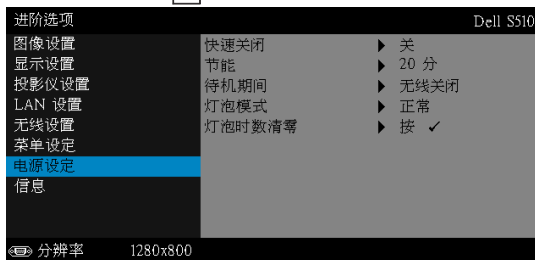 进阶选项 Dell S510
图像设置 快速关闭 ▶ 关
显示设置 节能 ▶ 20 分
投影仪设置 待机期间 ▶ 无线关闭
LAN 设置 灯泡模式 ▶ 正常
无线设置 灯泡时数清零 ▶ 按 ✓
菜单设定
电源设定
信息
分辨率 1280x800